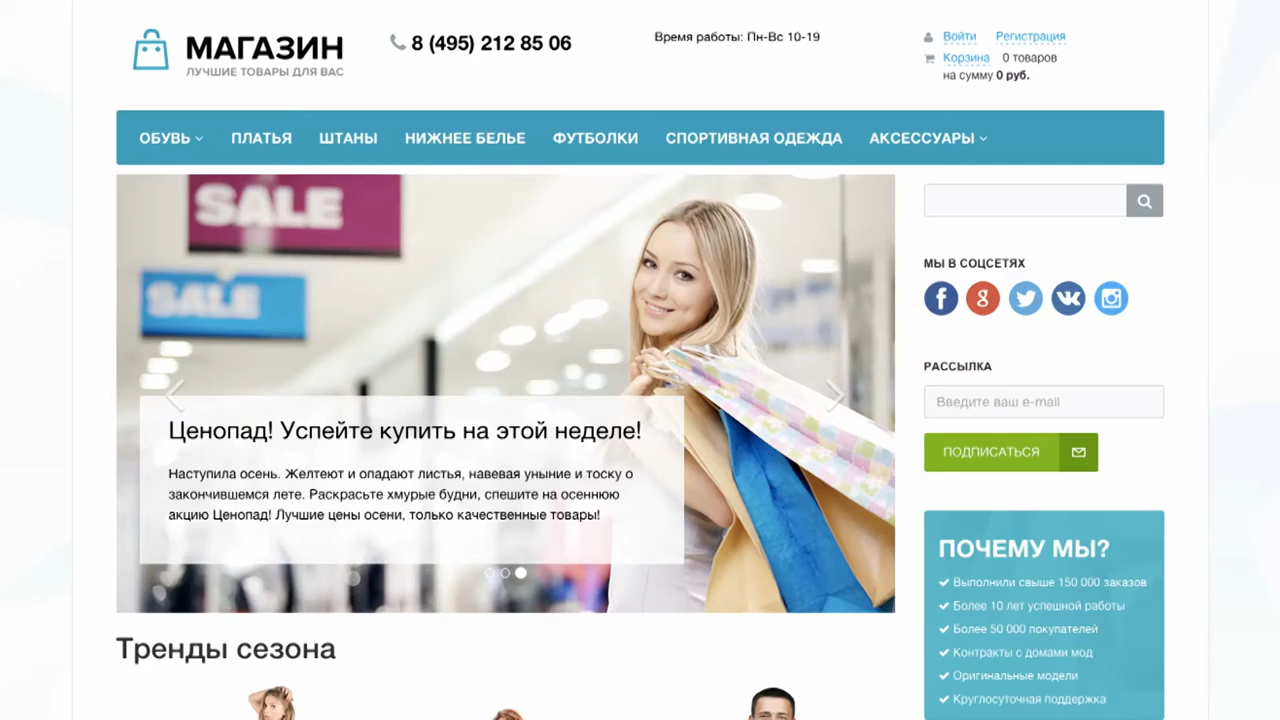 МАГАЗИН
ЛУЧШИЕ ТОВАРЫ ДЛЯ ВАС
8 (495) 212 85 06
Время работы: Пн-Вс 10-19
Войти Регистрация
Корзина 0 товаров
на сумму 0 руб.
ОБУВЬ ПЛАТЬЯ ШТАНЫ НИЖНЕЕ БЕЛЬЕ ФУТБОЛКИ СПОРТИВНАЯ ОДЕЖДА АКСЕССУАРЫ
SALE
SALE
Ценопад! Успейте купить на этой неделе!
Наступила осень. Желтеют и опадают листья, навевая уныние и тоску о
закончившемся лете. Раскрасьте хмурые будни, спешите на осеннюю
акцию Ценопад! Лучшие цены осени, только качественные товары!
МЫ В СОЦСЕТЯХ
РАССЫЛКА
Введите ваш e-mail
ПОДПИСАТЬСЯ
ПОЧЕМУ МЫ?
Выполнили свыше 150 000 заказов
Более 10 лет успешной работы
Более 50 000 покупателей
Контракты с домами мод
Оригинальные модели
Круглосуточная поддержка
Тренды сезона